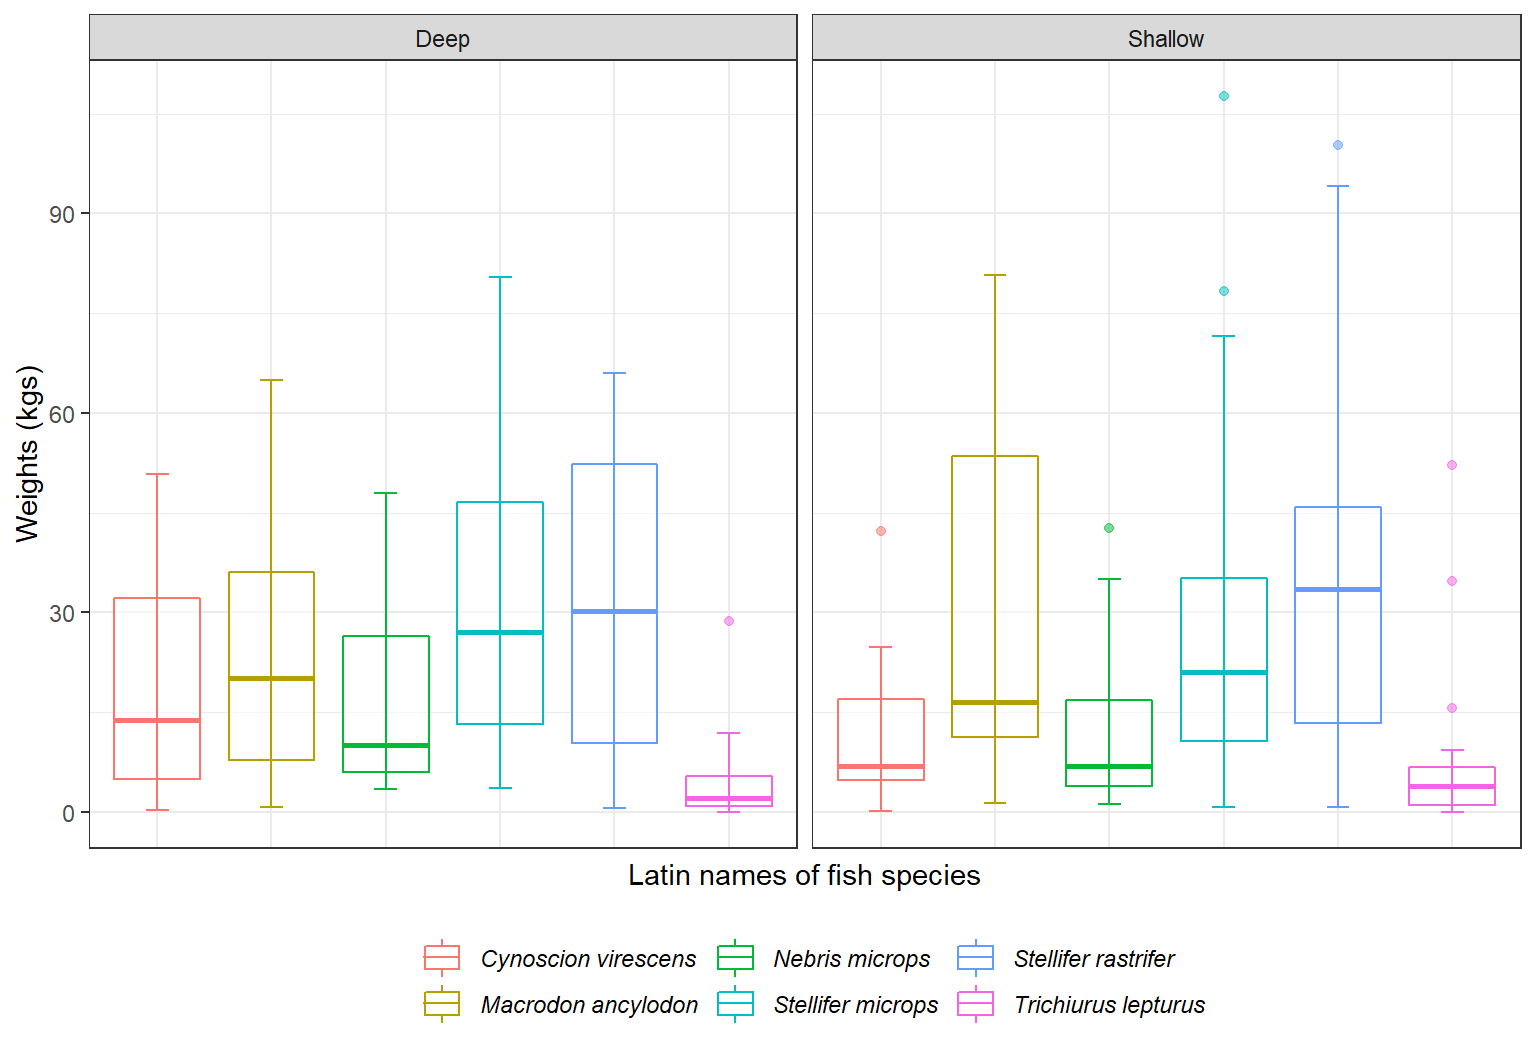 Deep
Shallow
90
60
30
0
Weights (kgs)
Latin names of fish species
Cynoscion virescens
Nebris microps
Stellifer rastrifer
Macrodon ancylodon
Stellifer microps
Trichiurus lepturus